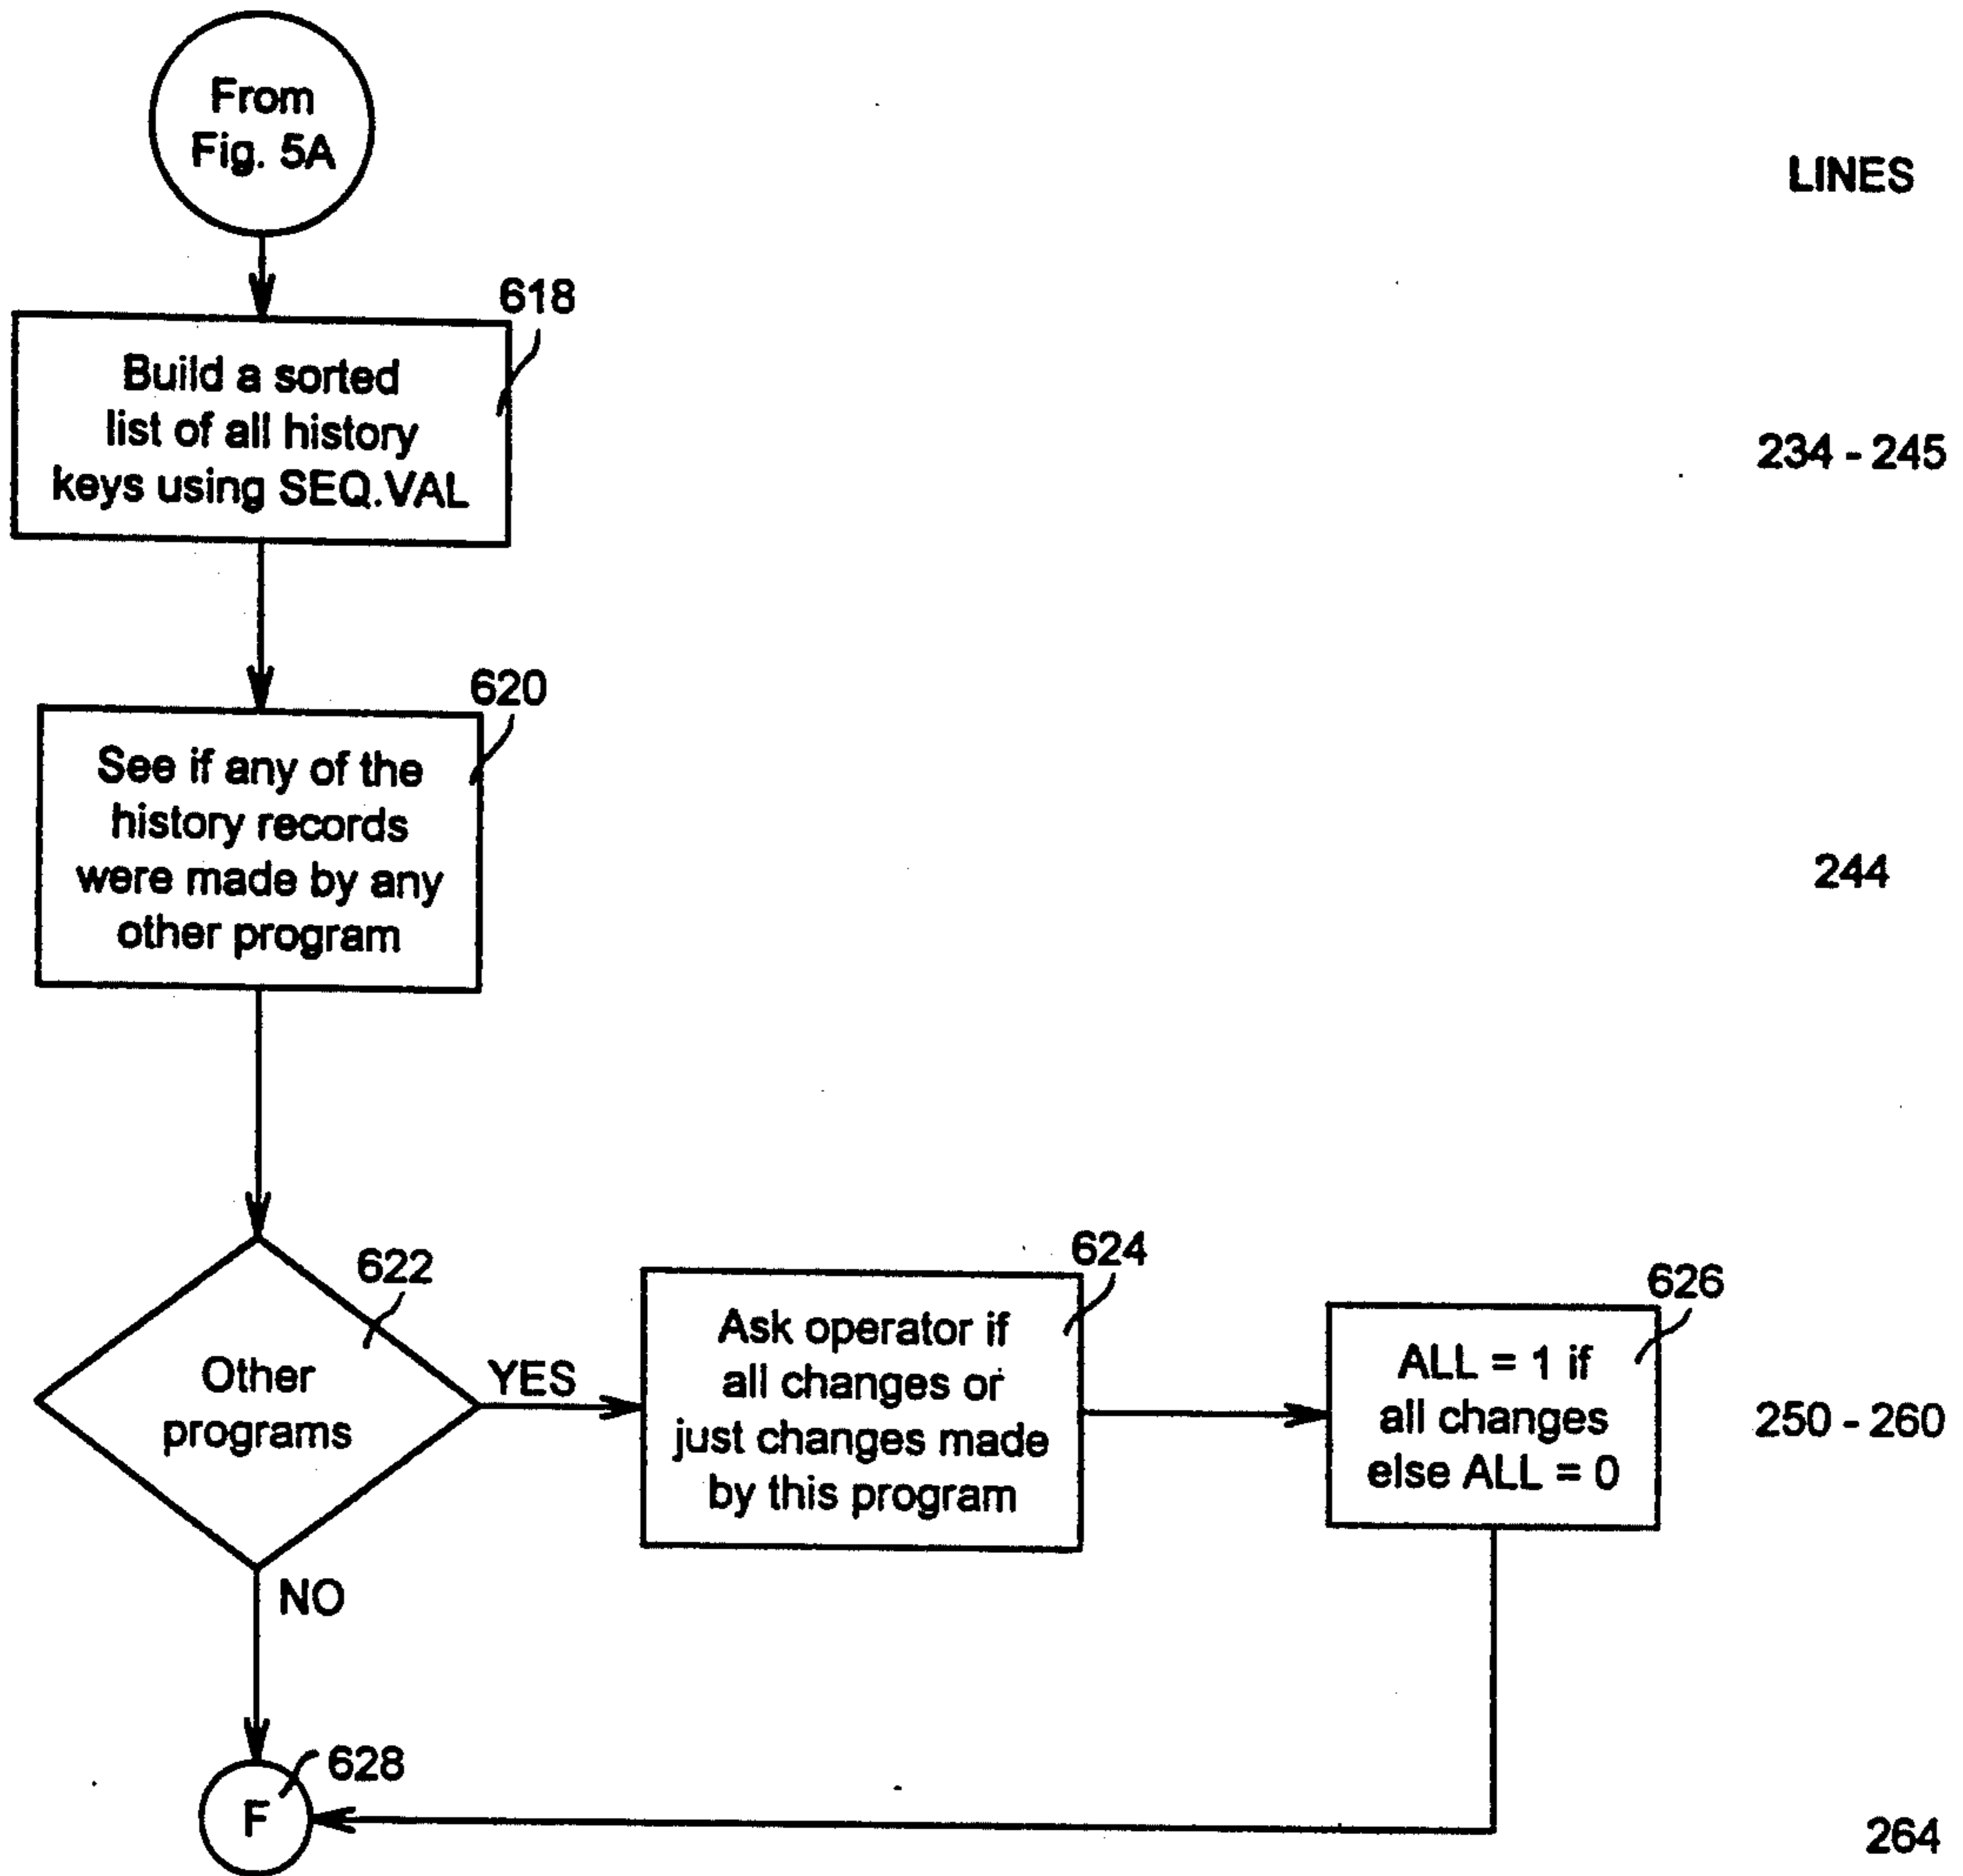 From
Fig. 5A
LINES
618
Build a sorted
list of all history
keys using SEQ.VAL
234 - 245
620
See if any of the
history records
were made by any
other program
244
622
Other
programs
YES
NO
624
Ask operator if
all changes or
just changes made
by this program
626
ALL = 1 if
all changes
else ALL = 0
250 - 260
628
F
264